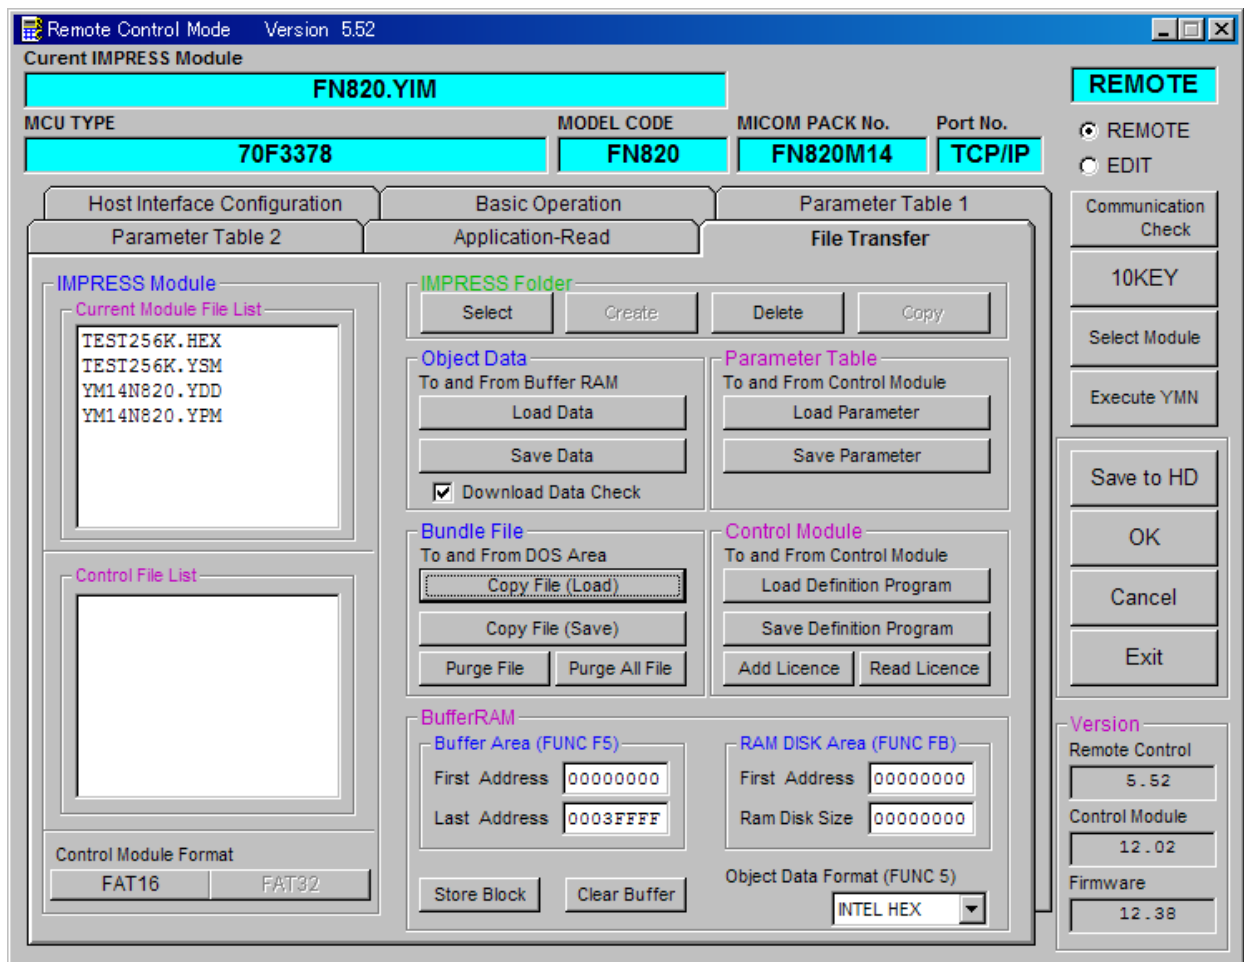 Remote Control Mode Version 5.52
Curent IMPRESS Module
FN820.YIM
REMOTE
MCU TYPE MODEL CODE MICOM PACK No. Port No.
70F3378 FN820 FN820M14 TCP/IP
REMOTE
EDIT
Host Interface Configuration Basic Operation Parameter Table 1
Parameter Table 2 Application-Read File Transfer
Communication
Check
10KEY
Select Module
Execute YMN
Save to HD
OK
Cancel
Exit
IMPRESS Module
Current Module File List
TEST256K.HEX
TEST256K.YSM
YM14N820.YDD
YM14N820.YPM
Control File List
Control Module Format
FAT16 FAT32
IMPRESS Folder
Select Create Delete Copy
Object Data
To and From Buffer RAM
Load Data
Save Data
Download Data Check
Parameter Table
To and From Control Module
Load Parameter
Save Parameter
Bundle File
To and From DOS Area
Copy File (Load)
Copy File (Save)
Purge File Purge All File
Control Module
To and From Control Module
Load Definition Program
Save Definition Program
Add Licence Read Licence
BufferRAM
Buffer Area (FUNC F5)
First Address 00000000
Last Address 0003FFFF
RAM DISK Area (FUNC FB)
First Address 00000000
Ram Disk Size 00000000
Store Block Clear Buffer
Object Data Format (FUNC 5)
INTEL HEX
Version
Remote Control
5.52
Control Module
12.02
Firmware
12.38